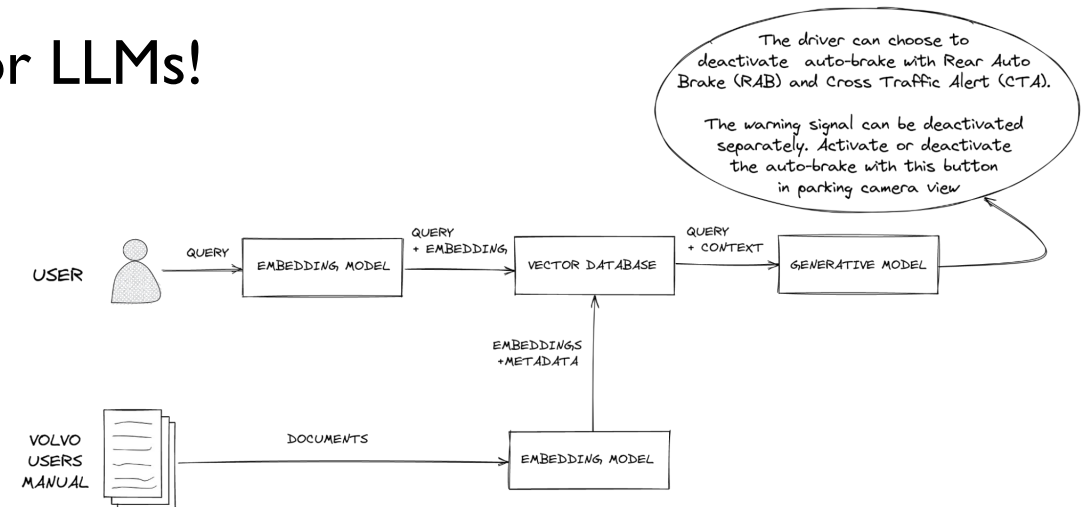 or LLMs!
The driver can choose to
deactivate auto-brake with Rear Auto
Brake (RAB) and Cross Traffic Alert (CTA).
The warning signal can be deactivated
separately. Activate or deactivate
the auto-brake with this button
in parking camera view
USER
QUERY
EMBEDDING MODEL
QUERY
+ EMBEDDING
VECTOR DATABASE
QUERY
+ CONTEXT
GENERATIVE MODEL
EMBEDDINGS
+METADATA
VOLVO
USERS
MANUAL
DOCUMENTS
EMBEDDING MODEL